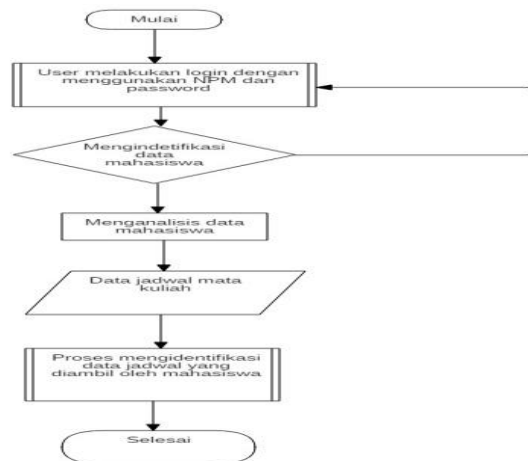 Mulai
User melakukan login dengan
menggunakan NPM dan
password
Mengindetifikasi
data
mahasiswa
Menganalisis data
mahasiswa
Data jadwal mata
kuliah
Proses mengidentifikasi
data jadwal yang
diambil oleh mahasiswa
Selesai